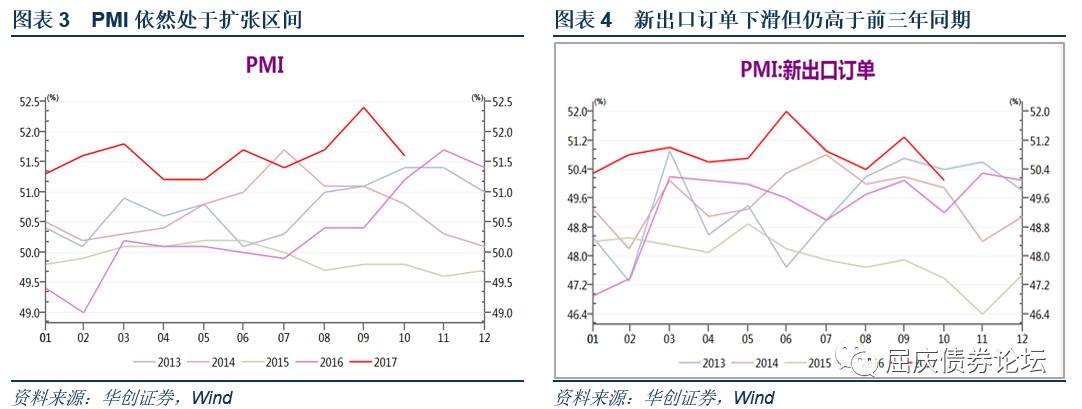 图表 3 PMI 依然处于扩张区间
PMI
(%) (%)
52.5 52.5
52.0 52.0
51.5 51.5
51.0 51.0
50.5 50.5
50.0 50.0
49.5 49.5
49.0 49.0
01 02 03 04 05 06 07 08 09 10 11 12
2013 2014 2015 2016 2017
资料来源：华创证券，Wind
图表 4 新出口订单下滑但仍高于前三年同期
PMI:新出口订单
(%) (%)
52.0 52.0
51.2 51.2
50.4 50.4
49.6 49.6
48.8 48.8
48.0 48.0
47.2 47.2
46.4 46.4
01 02 03 04 05 06 07 08 09 10 11 12
2013 2014 2015
屈庆债券论坛
资料来源：华创证券，Wind